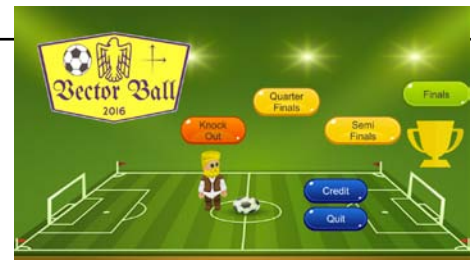 Vector Ball
2016
Knock
Out
Quarter
Finals
Semi
Finals
Finals
Credit
Quit